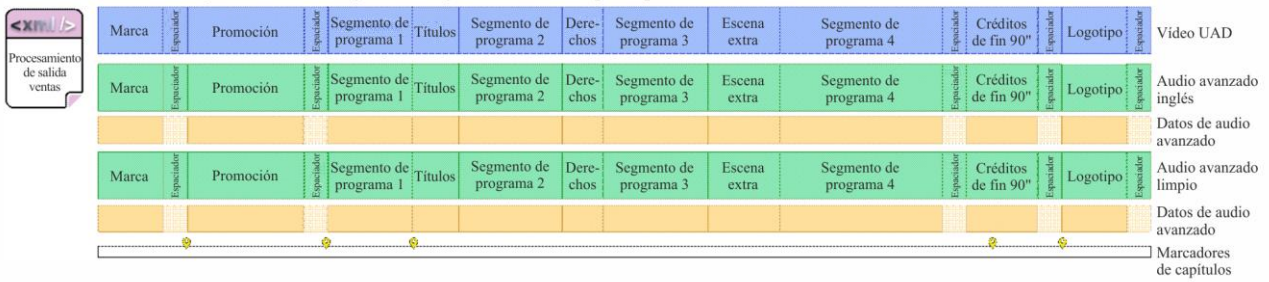 <xml />
Procesamiento
de salida
ventas
Marca Espaciador Promoción Espaciador Segmento de programa 1 Títulos Segmento de programa 2 Dere-chos Segmento de programa 3 Escena extra Segmento de programa 4 Espaciador Créditos de fin 90" Espaciador Logotipo Espaciador Vídeo UAD
Marca Espaciador Promoción Espaciador Segmento de programa 1 Títulos Segmento de programa 2 Dere-chos Segmento de programa 3 Escena extra Segmento de programa 4 Espaciador Créditos de fin 90" Espaciador Logotipo Espaciador Audio avanzado inglés
Datos de audio
avanzado
Marca Espaciador Promoción Espaciador Segmento de programa 1 Títulos Segmento de programa 2 Dere-chos Segmento de programa 3 Escena extra Segmento de programa 4 Espaciador Créditos de fin 90" Espaciador Logotipo Espaciador Audio avanzado limpio
Datos de audio
avanzado
Marcadores
de capítulos